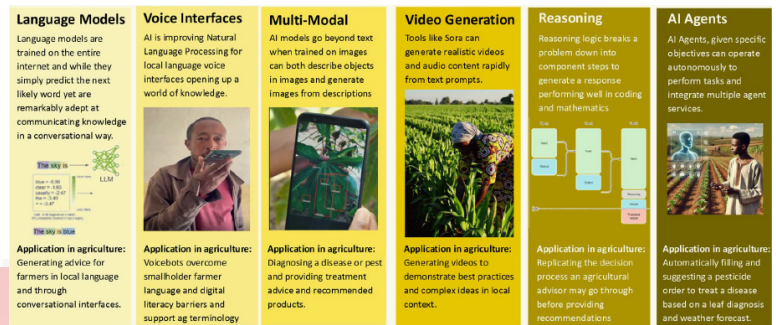 Language Models
Language models are
trained on the entire
internet and while they
simply predict the next
likely word yet are
remarkably adept at
communicating knowledge
in a conversational way.
The sky is
LLM
The sky is blue
Application in agriculture:
Generating advice for
farmers in local language
and through
conversational interfaces.
Voice Interfaces
AI is improving Natural
Language Processing for
local language voice
interfaces opening up a
world of knowledge.
Application in agriculture:
Voicebots overcome
smallholder farmer
language and digital
literacy barriers and
support ag terminology
Multi-Modal
AI models go beyond text
when trained on images
can both describe objects
in images and generate
images from descriptions
Application in agriculture:
Diagnosing a disease or pest
and providing treatment
advice and recommended
products.
Video Generation
Tools like Sora can
generate realistic videos
and audio content rapidly
from text prompts.
Application in agriculture:
Generating videos to
demonstrate best practices
and complex ideas in local
context.
Reasoning
Reasoning logic breaks a
problem down into
component steps to
generate a response
performing well in coding
and mathematics
Application in agriculture:
Replicating the decision
process an agricultural
advisor may go through
before providing
recommendations
AI Agents
AI Agents, given specific
objectives can operate
autonomously to
perform tasks and
integrate multiple agent
services.
Application in agriculture:
Automatically filling and
suggesting a pesticide
order to treat a disease
based on a leaf diagnosis
and weather forecast.